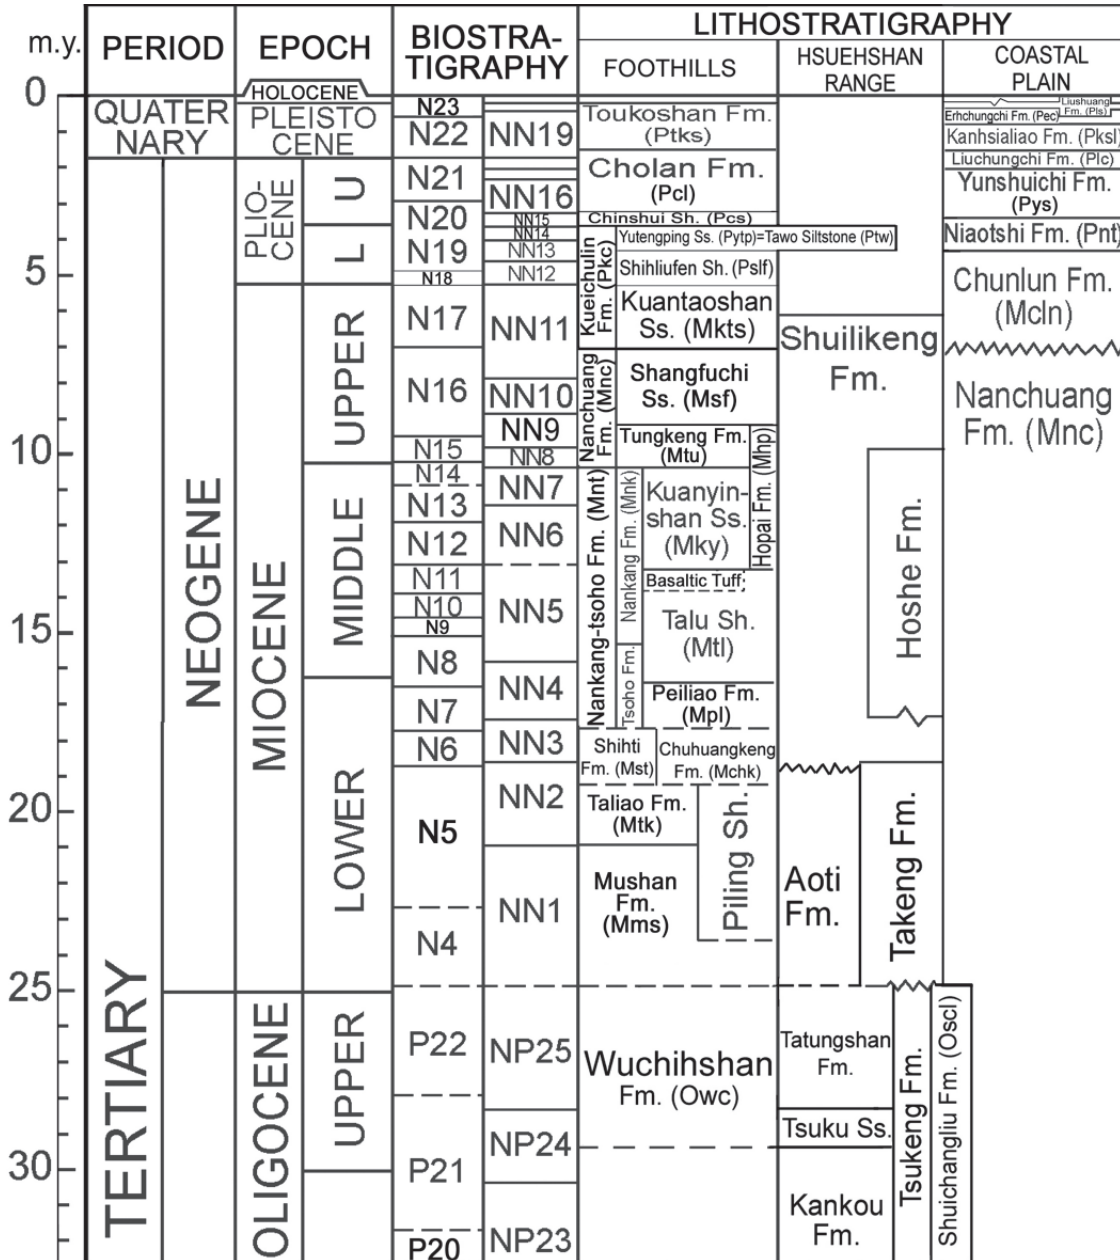 m.y.
PERIOD
EPOCH
BIOSTRA-
TIGRAPHY
LITHOSTRATIGRAPHY
FOOTHILLS
HSUEHSHAN
RANGE
COASTAL
PLAIN
0
5
10
15
20
25
30
QUATER
NARY
NEOGENE
TERTIARY
HOLOCENE
PLEISTO
CENE
PLIO-
CENE
U
L
MIOCENE
UPPER
MIDDLE
LOWER
OLIGOCENE
UPPER
N23
N22
N21
N20
N19
N18
N17
N16
N15
N14
N13
N12
N11
N10
N9
N8
N7
N6
N5
N4
P22
P21
P20
NN19
NN16
NN15
NN14
NN13
NN12
NN11
NN10
NN9
NN8
NN7
NN6
NN5
NN4
NN3
NN2
NN1
NP25
NP24
NP23
Toukoshan Fm.
(Ptks)
Cholan Fm.
(Pcl)
Chinshui Sh. (Pcs)
Kueichulin
Fm. (Pkc)
Yutengping Ss. (Pytp)=Tawo Siltstone (Ptw)
Shihliufen Sh. (Pslf)
Kuantaoshan
Ss. (Mkts)
Nanchuang
Fm. (Mnc)
Shangfuchi
Ss. (Msf)
Tungkeng Fm.
(Mtu)
Hopai Fm. (Mhp)
Nankang-tsoho Fm. (Mnt)
Nankang Fm. (Mnk)
Tsoho Fm.
Kuanyin-
shan Ss.
(Mky)
Basaltic Tuff
Talu Sh.
(Mtl)
Peiliao Fm.
(Mpl)
Shihti
Fm. (Mst)
Chuhuangkeng
Fm. (Mchk)
Taliao Fm.
(Mtk)
Piling Sh.
Mushan
Fm.
(Mms)
Wuchihshan
Fm. (Owc)
Shuilikeng
Fm.
Hoshe Fm.
Aoti
Fm.
Takeng Fm.
Tatungshan
Fm.
Tsuku Ss.
Kankou
Fm.
Tsukeng Fm.
Shuichangliu Fm. (Oscl)
Liushuang
Fm. (Pls)
Erhchungchi Fm. (Pec)
Kanhsialiao Fm. (Pksl)
Liuchungchi Fm. (Plc)
Yunshuichi Fm.
(Pys)
Niaotshi Fm. (Pnt)
Chunlun Fm.
(Mcln)
Nanchuang
Fm. (Mnc)